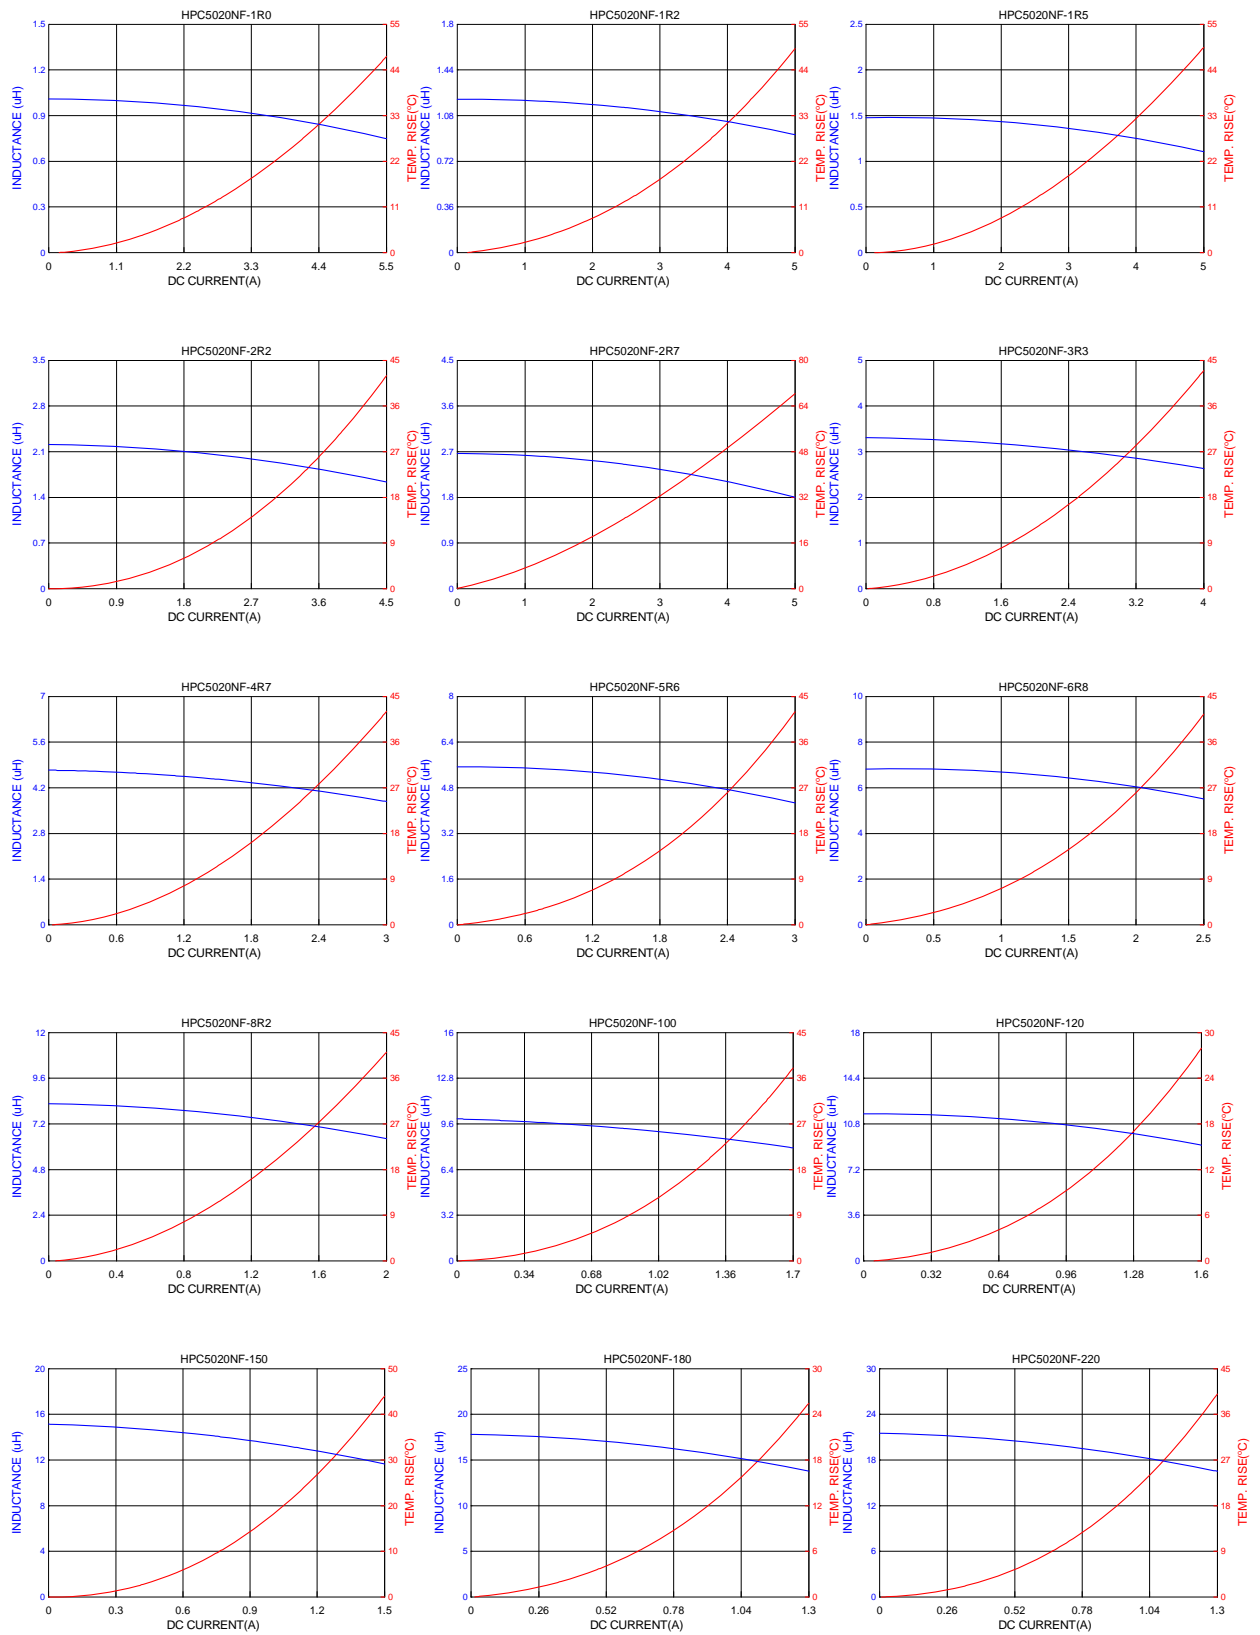 HPC5020NF-1R0
1.5
1.2
0.9
0.6
0.3
0
55
44
33
22
11
0
0 1.1 2.2 3.3 4.4 5.5
INDUCTANCE (uH)
TEMP. RISE(°C)
DC CURRENT(A)
HPC5020NF-1R2
1.8
1.44
1.08
0.72
0.36
0
55
44
33
22
11
0
0 1 2 3 4 5
INDUCTANCE (uH)
TEMP. RISE(°C)
DC CURRENT(A)
HPC5020NF-1R5
2.5
2
1.5
1
0.5
0
55
44
33
22
11
0
0 1 2 3 4 5
INDUCTANCE (uH)
TEMP. RISE(°C)
DC CURRENT(A)
HPC5020NF-2R2
3.5
2.8
2.1
1.4
0.7
0
45
36
27
18
9
0
0 0.9 1.8 2.7 3.6 4.5
INDUCTANCE (uH)
TEMP. RISE(°C)
DC CURRENT(A)
HPC5020NF-2R7
4.5
3.6
2.7
1.8
0.9
0
80
64
48
32
16
0
0 1 2 3 4 5
INDUCTANCE (uH)
TEMP. RISE(°C)
DC CURRENT(A)
HPC5020NF-3R3
5
4
3
2
1
0
45
36
27
18
9
0
0 0.8 1.6 2.4 3.2 4
INDUCTANCE (uH)
TEMP. RISE(°C)
DC CURRENT(A)
HPC5020NF-4R7
7
5.6
4.2
2.8
1.4
0
45
36
27
18
9
0
0 0.6 1.2 1.8 2.4 3
INDUCTANCE (uH)
TEMP. RISE(°C)
DC CURRENT(A)
HPC5020NF-5R6
8
6.4
4.8
3.2
1.6
0
45
36
27
18
9
0
0 0.6 1.2 1.8 2.4 3
INDUCTANCE (uH)
TEMP. RISE(°C)
DC CURRENT(A)
HPC5020NF-6R8
10
8
6
4
2
0
45
36
27
18
9
0
0 0.5 1 1.5 2 2.5
INDUCTANCE (uH)
TEMP. RISE(°C)
DC CURRENT(A)
HPC5020NF-8R2
12
9.6
7.2
4.8
2.4
0
45
36
27
18
9
0
0 0.4 0.8 1.2 1.6 2
INDUCTANCE (uH)
TEMP. RISE(°C)
DC CURRENT(A)
HPC5020NF-100
16
12.8
9.6
6.4
3.2
0
45
36
27
18
9
0
0 0.34 0.68 1.02 1.36 1.7
INDUCTANCE (uH)
TEMP. RISE(°C)
DC CURRENT(A)
HPC5020NF-120
18
14.4
10.8
7.2
3.6
0
30
24
18
12
6
0
0 0.32 0.64 0.96 1.28 1.6
INDUCTANCE (uH)
TEMP. RISE(°C)
DC CURRENT(A)
HPC5020NF-150
20
16
12
8
4
0
50
40
30
20
10
0
0 0.3 0.6 0.9 1.2 1.5
INDUCTANCE (uH)
TEMP. RISE(°C)
DC CURRENT(A)
HPC5020NF-180
25
20
15
10
5
0
30
24
18
12
6
0
0 0.26 0.52 0.78 1.04 1.3
INDUCTANCE (uH)
TEMP. RISE(°C)
DC CURRENT(A)
HPC5020NF-220
30
24
18
12
6
0
45
36
27
18
9
0
0 0.26 0.52 0.78 1.04 1.3
INDUCTANCE (uH)
TEMP. RISE(°C)
DC CURRENT(A)